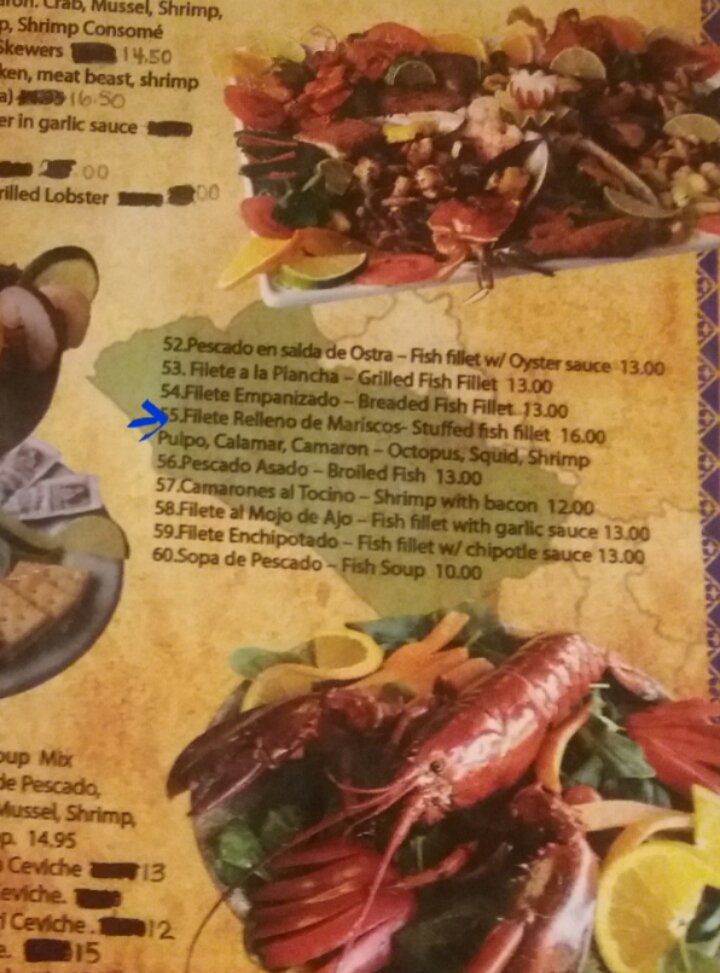 Crab, Mussel, Shrimp,
p, Shrimp Consomé
Skewers 14.50
ken, meat beast, shrimp
a) 16.50
er in garlic sauce
.00
rilled Lobster 00
52.Pescado en salda de Ostra – Fish fillet w/ Oyster sauce 13.00
53. Filete a la Plancha – Grilled Fish Fillet 13.00
54.Filete Empanizado – Breaded Fish Fillet 13.00
55.Filete Relleno de Mariscos- Stuffed fish fillet 16.00
Pulpo, Calamar, Camaron – Octopus, Squid, Shrimp
56.Pescado Asado – Broiled Fish 13.00
57.Camarones al Tocino – Shrimp with bacon 12.00
58.Filete al Mojo de Ajo – Fish fillet with garlic sauce 13.00
59.Filete Enchipotado – Fish fillet w/ chipotle sauce 13.00
60.Sopa de Pescado – Fish Soup 10.00
oup Mix
de Pescado,
Mussel, Shrimp,
p. 14.95
Ceviche 13
eviche.
i Ceviche. 12
e. 15